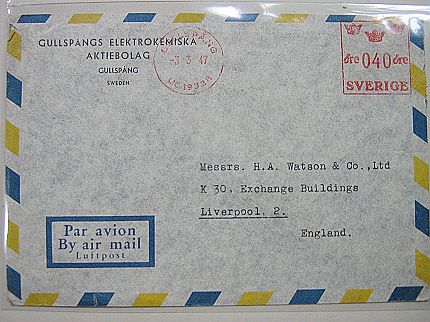 GULLSPÅNGS ELEKTROKEMISKA
AKTIEBOLAG
GULLSPÅNG
SWEDEN
GULLSPÅNG
-3 3 47
öre 040 öre
SVERIGE
Messrs. H.A. Watson & Co.,Ltd
K 30, Exchange Buildings
Liverpool. 2.
England.
Par avion
By air mail
Luftpost